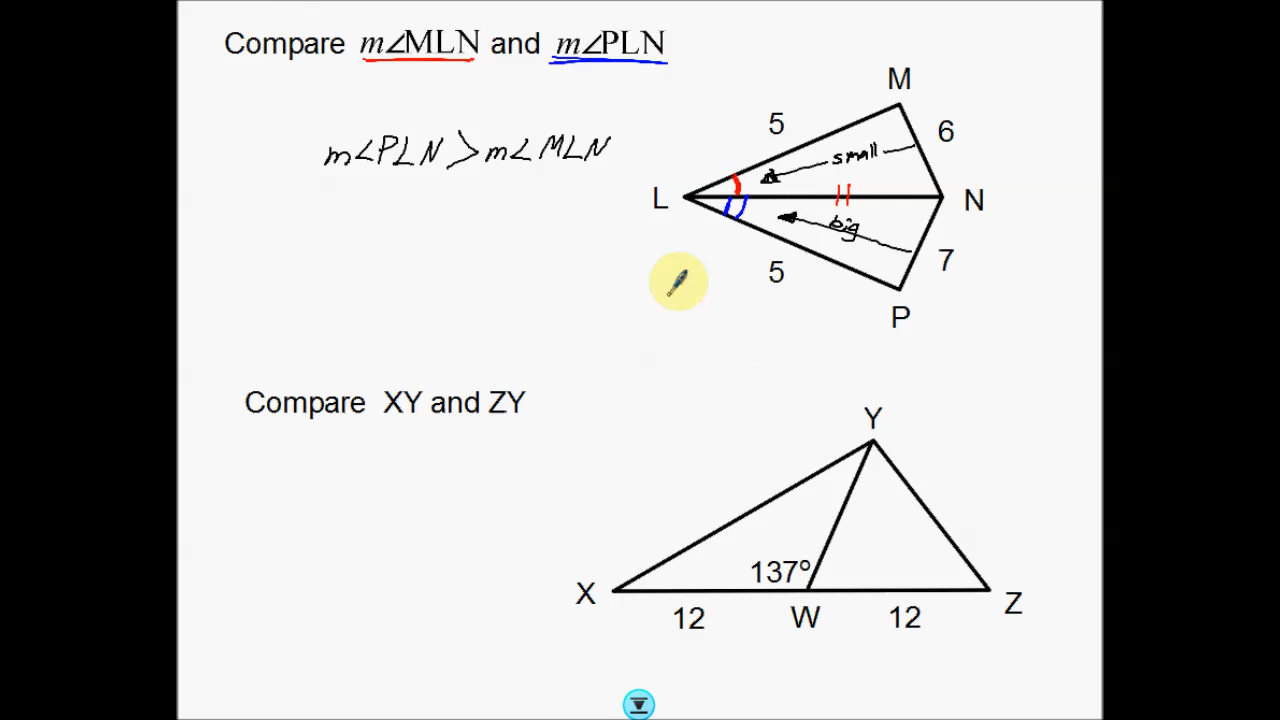 Compare m∠MLN and m∠PLN
M
5
6
m∠PLN > m∠MLN
small
L
N
big
5
7
P
Compare XY and ZY
Y
137°
X
Z
12
W
12